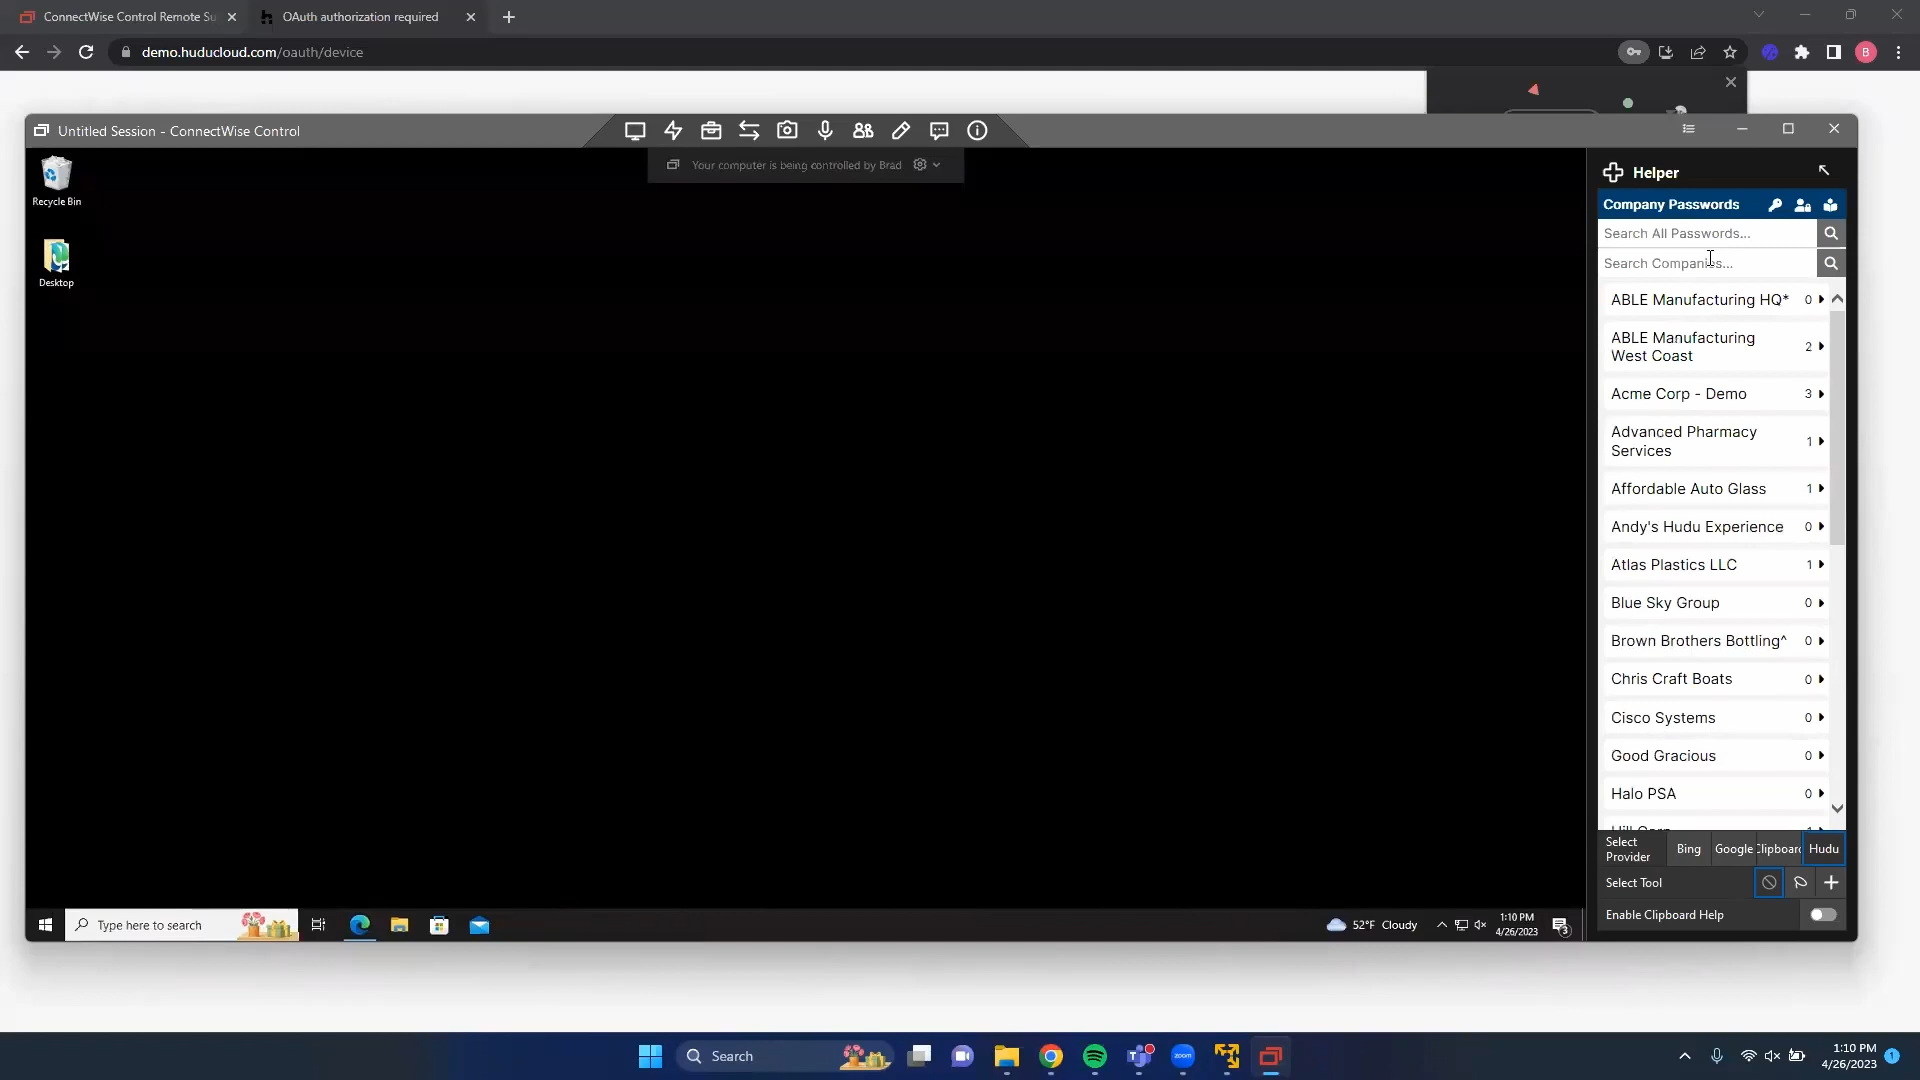 ConnectWise Control Remote Su
OAuth authorization required
demo.huducloud.com/oauth/device
B
Untitled Session - ConnectWise Control
Your computer is being controlled by Brad
Recycle Bin
Desktop
Helper
Company Passwords
Search All Passwords...
Search Companies...
ABLE Manufacturing HQ* 0
ABLE Manufacturing
West Coast 2
Acme Corp - Demo 3
Advanced Pharmacy
Services 1
Affordable Auto Glass 1
Andy's Hudu Experience 0
Atlas Plastics LLC 1
Blue Sky Group 0
Brown Brothers Bottling^ 0
Chris Craft Boats 0
Cisco Systems 0
Good Gracious 0
Halo PSA 0
Select
Provider
Bing
Google
Clipboard
Hudu
Select Tool
Enable Clipboard Help
Type here to search
52°F Cloudy
1:10 PM
4/26/2023
3
Search
zoom
1:10 PM
4/26/2023
1